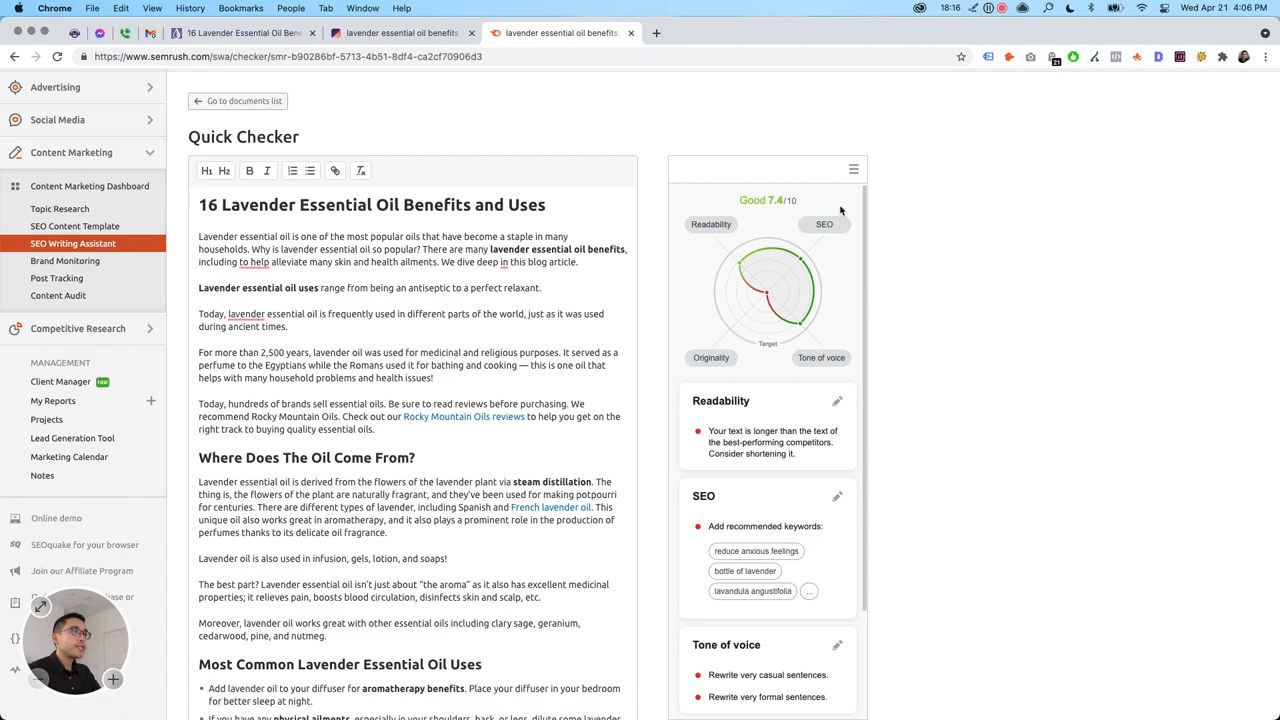 Chrome File Edit View History Bookmarks People Tab Window Help
18:16
Wed Apr 21 4:06 PM
16 Lavender Essential Oil Bene
lavender essential oil benefits
lavender essential oil benefits:
https://www.semrush.com/swa/checker/smr-b90286bf-5713-4b51-8df4-ca2cf70906d3
21
Advertising
Social Media
Content Marketing
Content Marketing Dashboard
Topic Research
SEO Content Template
SEO Writing Assistant
Brand Monitoring
Post Tracking
Content Audit
Competitive Research
MANAGEMENT
Client Manager new
My Reports
Projects
Lead Generation Tool
Marketing Calendar
Notes
Online demo
SEOquake for your browser
Join our Affiliate Program
base or
Go to documents list
Quick Checker
H1 H2 B I
16 Lavender Essential Oil Benefits and Uses
Lavender essential oil is one of the most popular oils that have become a staple in many
households. Why is lavender essential oil so popular? There are many lavender essential oil benefits,
including to help alleviate many skin and health ailments. We dive deep in this blog article.
Lavender essential oil uses range from being an antiseptic to a perfect relaxant.
Today, lavender essential oil is frequently used in different parts of the world, just as it was used
during ancient times.
For more than 2,500 years, lavender oil was used for medicinal and religious purposes. It served as a
perfume to the Egyptians while the Romans used it for bathing and cooking — this is one oil that
helps with many household problems and health issues!
Today, hundreds of brands sell essential oils. Be sure to read reviews before purchasing. We
recommend Rocky Mountain Oils. Check out our Rocky Mountain Oils reviews to help you get on the
right track to buying quality essential oils.
Where Does The Oil Come From?
Lavender essential oil is derived from the flowers of the lavender plant via steam distillation. The
thing is, the flowers of the plant are naturally fragrant, and they've been used for making potpourri
for centuries. There are different types of lavender, including Spanish and French lavender oil. This
unique oil also works great in aromatherapy, and it also plays a prominent role in the production of
perfumes thanks to its delicate oil fragrance.
Lavender oil is also used in infusion, gels, lotion, and soaps!
The best part? Lavender essential oil isn't just about "the aroma" as it also has excellent medicinal
properties; it relieves pain, boosts blood circulation, disinfects skin and scalp, etc.
Moreover, lavender oil works great with other essential oils including clary sage, geranium,
cedarwood, pine, and nutmeg.
Most Common Lavender Essential Oil Uses
Add lavender oil to your diffuser for aromatherapy benefits. Place your diffuser in your bedroom
for better sleep at night.
If you have any physical ailments, especially in your shoulders, back, or legs, dilute some lavender
Good 7.4/10
Readability
SEO
Target
Originality
Tone of voice
Readability
Your text is longer than the text of
the best-performing competitors.
Consider shortening it.
SEO
Add recommended keywords:
reduce anxious feelings
bottle of lavender
lavandula angustifolia ...
Tone of voice
Rewrite very casual sentences.
Rewrite very formal sentences.